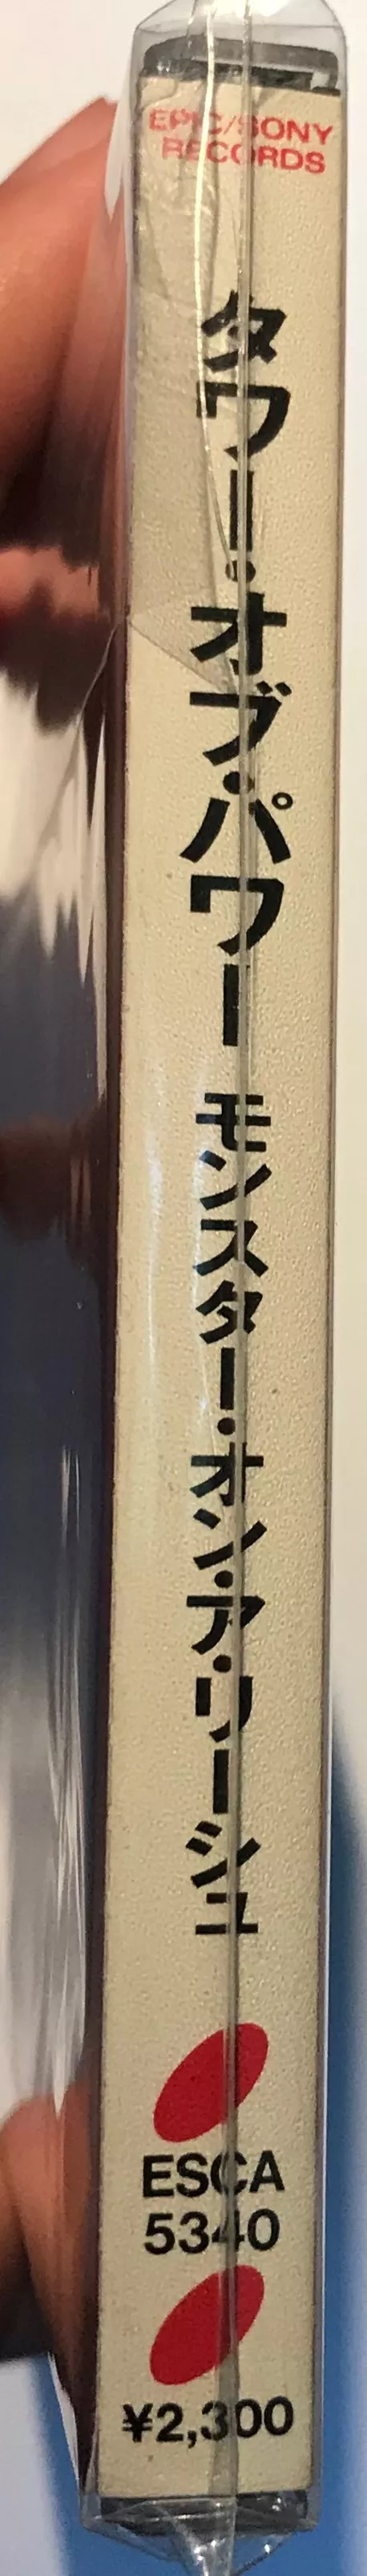 EPIC/SONY
RECORDS
タワー・オブ・パワー モンスター・オン・ア・リーシュ
ESCA
5340
¥2,300